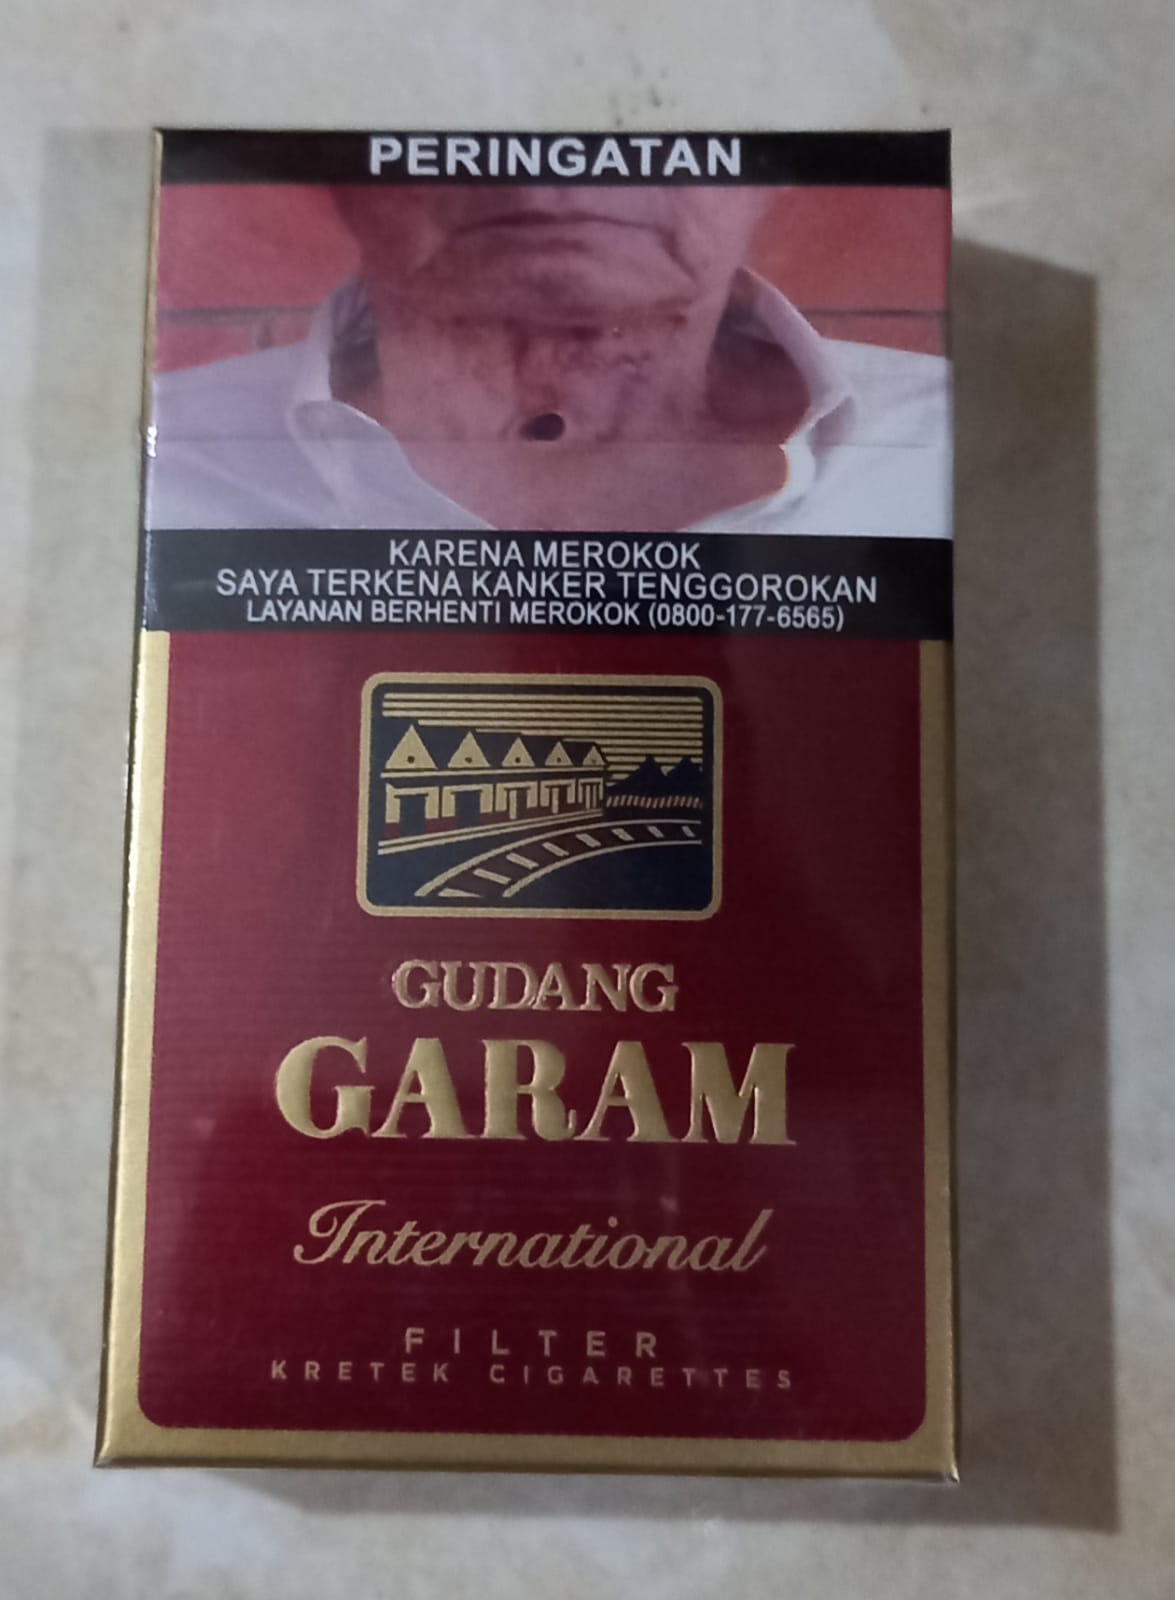 PERINGATAN
KARENA MEROKOK
SAYA TERKENA KANKER TENGGOROKAN
LAYANAN BERHENTI MEROKOK (0800-177-6565)
GUDANG
GARAM
International
FILTER
KRETEK CIGARETTES